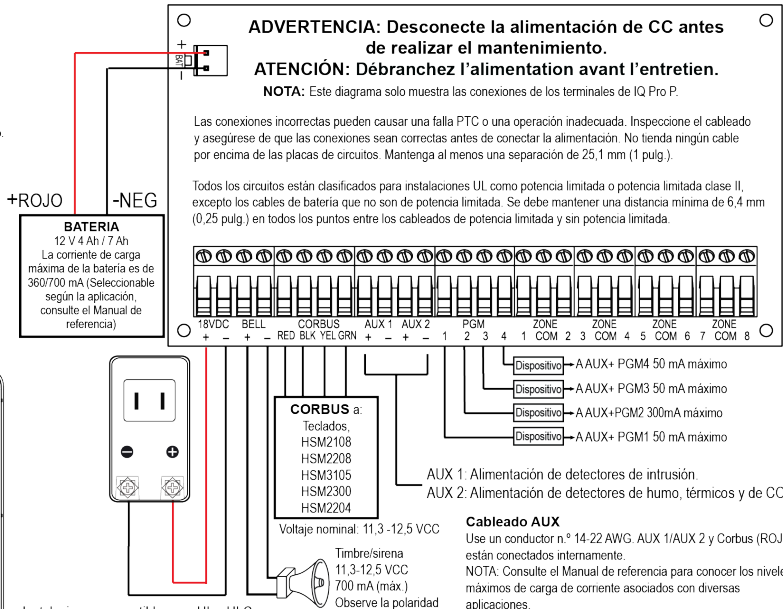 ADVERTENCIA: Desconecte la alimentación de CC antes
de realizar el mantenimiento.
ATENCIÓN: Débranchez l'alimentation avant l'entretien.
NOTA: Este diagrama solo muestra las conexiones de los terminales de IQ Pro P.
Las conexiones incorrectas pueden causar una falla PTC o una operación inadecuada. Inspeccione el cableado
y asegúrese de que las conexiones sean correctas antes de conectar la alimentación. No tienda ningún cable
por encima de las placas de circuitos. Mantenga al menos una separación de 25,1 mm (1 pulg.).
Todos los circuitos están clasificados para instalaciones UL como potencia limitada o potencia limitada clase II,
excepto los cables de batería que no son de potencia limitada. Se debe mantener una distancia mínima de 6,4 mm
(0,25 pulg.) en todos los puntos entre los cableados de potencia limitada y sin potencia limitada.
+ BAT –
+ROJO -NEG
BATERIA
12 V 4 Ah / 7 Ah
La corriente de carga
máxima de la batería es de
360/700 mA (Seleccionable
según la aplicación,
consulte el Manual de
referencia)
18VDC BELL CORBUS AUX 1 AUX 2 PGM ZONE ZONE ZONE ZONE
+ – + – RED BLK YEL GRN + – + – 1 2 3 4 1 COM 2 3 COM 4 5 COM 6 7 COM 8
Dispositivo A AUX+ PGM4 50 mA máximo
Dispositivo A AUX+ PGM3 50 mA máximo
Dispositivo A AUX+PGM2 300mA máximo
Dispositivo A AUX+ PGM1 50 mA máximo
CORBUS a:
Teclados,
HSM2108
HSM2208
HSM3105
HSM2300
HSM2204
Voltaje nominal: 11,3 -12,5 VCC
AUX 1: Alimentación de detectores de intrusión.
AUX 2: Alimentación de detectores de humo, térmicos y de CO
Timbre/sirena
11,3-12,5 VCC
700 mA (máx.)
Observe la polaridad
Cableado AUX
Use un conductor n.º 14-22 AWG. AUX 1/AUX 2 y Corbus (ROJ
están conectados internamente.
NOTA: Consulte el Manual de referencia para conocer los nivele
máximos de carga de corriente asociados con diversas
aplicaciones.